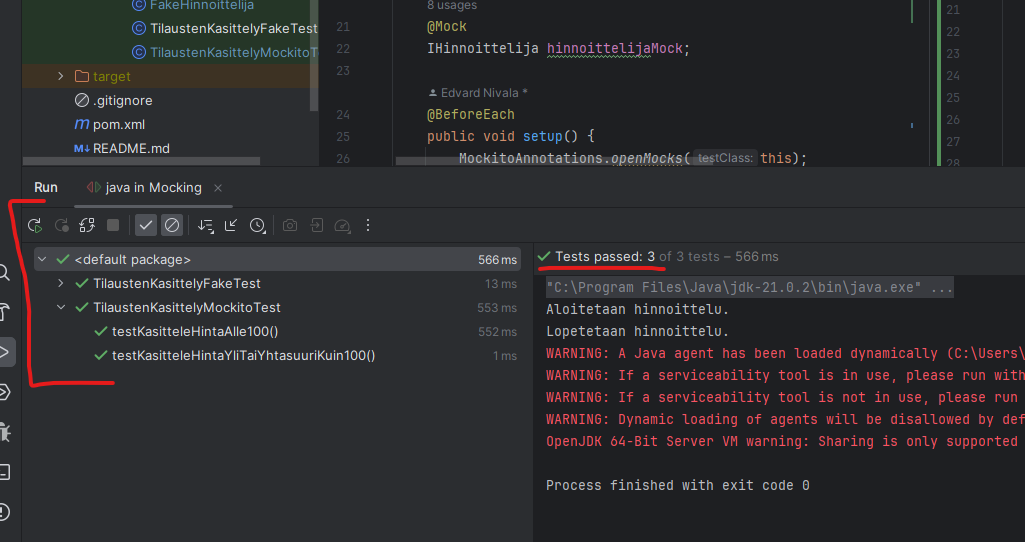 FakeHinnoittelija
TilaustenKasittelyFakeTest
TilaustenKasittelyMockitoTe
target
.gitignore
pom.xml
README.md
8 usages
21 @Mock
22 IHinnoittelija hinnoittelijaMock;
23
Edvard Nivala *
24 @BeforeEach
25 public void setup() {
26 MockitoAnnotations.openMocks( testClass: this);
21
22
23
24
25
26
27
28
Run
java in Mocking
<default package> 566 ms
TilaustenKasittelyFakeTest 13 ms
TilaustenKasittelyMockitoTest 553 ms
testKasitteleHintaAlle100() 552 ms
testKasitteleHintaYliTaiYhtasuuriKuin100() 1 ms
Tests passed: 3 of 3 tests – 566 ms
"C:\Program Files\Java\jdk-21.0.2\bin\java.exe" ...
Aloitetaan hinnoittelu.
Lopetetaan hinnoittelu.
WARNING: A Java agent has been loaded dynamically (C:\Users\
WARNING: If a serviceability tool is in use, please run with
WARNING: If a serviceability tool is not in use, please run
WARNING: Dynamic loading of agents will be disallowed by def
OpenJDK 64-Bit Server VM warning: Sharing is only supported
Process finished with exit code 0